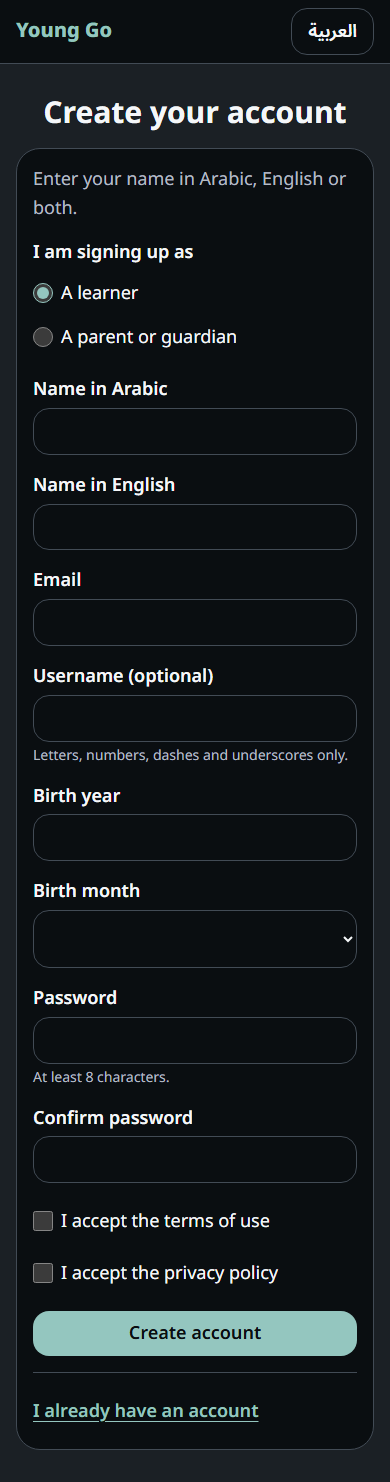 Young Go
العربية
Create your account
Enter your name in Arabic, English or
both.
I am signing up as
A learner
A parent or guardian
Name in Arabic
Name in English
Email
Username (optional)
Letters, numbers, dashes and underscores only.
Birth year
Birth month
Password
At least 8 characters.
Confirm password
I accept the terms of use
I accept the privacy policy
Create account
I already have an account